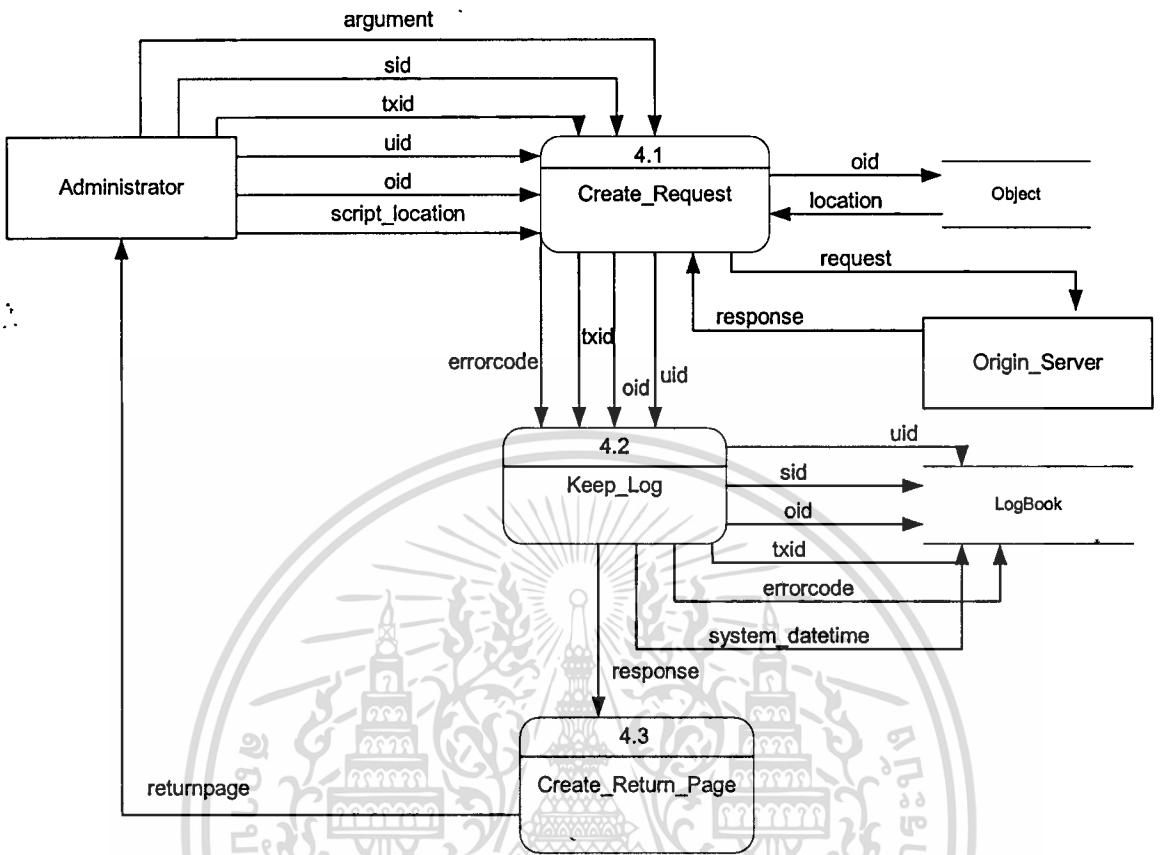 argument
sid
txid
uid
oid
script_location
Administrator
4.1
Create_Request
oid
location
Object
request
response
Origin_Server
errorcode
txid
oid
uid
4.2
Keep_Log
uid
sid
oid
txid
errorcode
system_datetime
LogBook
response
4.3
Create_Return_Page
returnpage